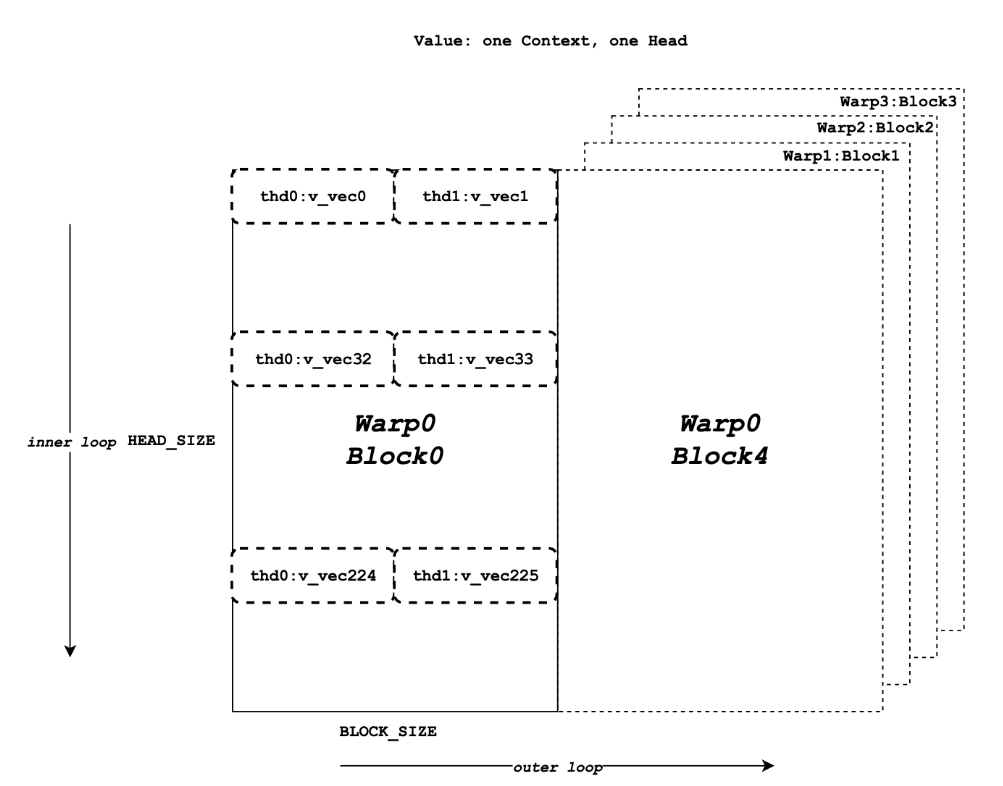 Value: one Context, one Head
Warp3:Block3
Warp2:Block2
Warp1:Block1
thd0:v_vec0
thd1:v_vec1
thd0:v_vec32
thd1:v_vec33
Warp0
Block0
Warp0
Block4
inner loop
HEAD_SIZE
thd0:v_vec224
thd1:v_vec225
BLOCK_SIZE
outer loop